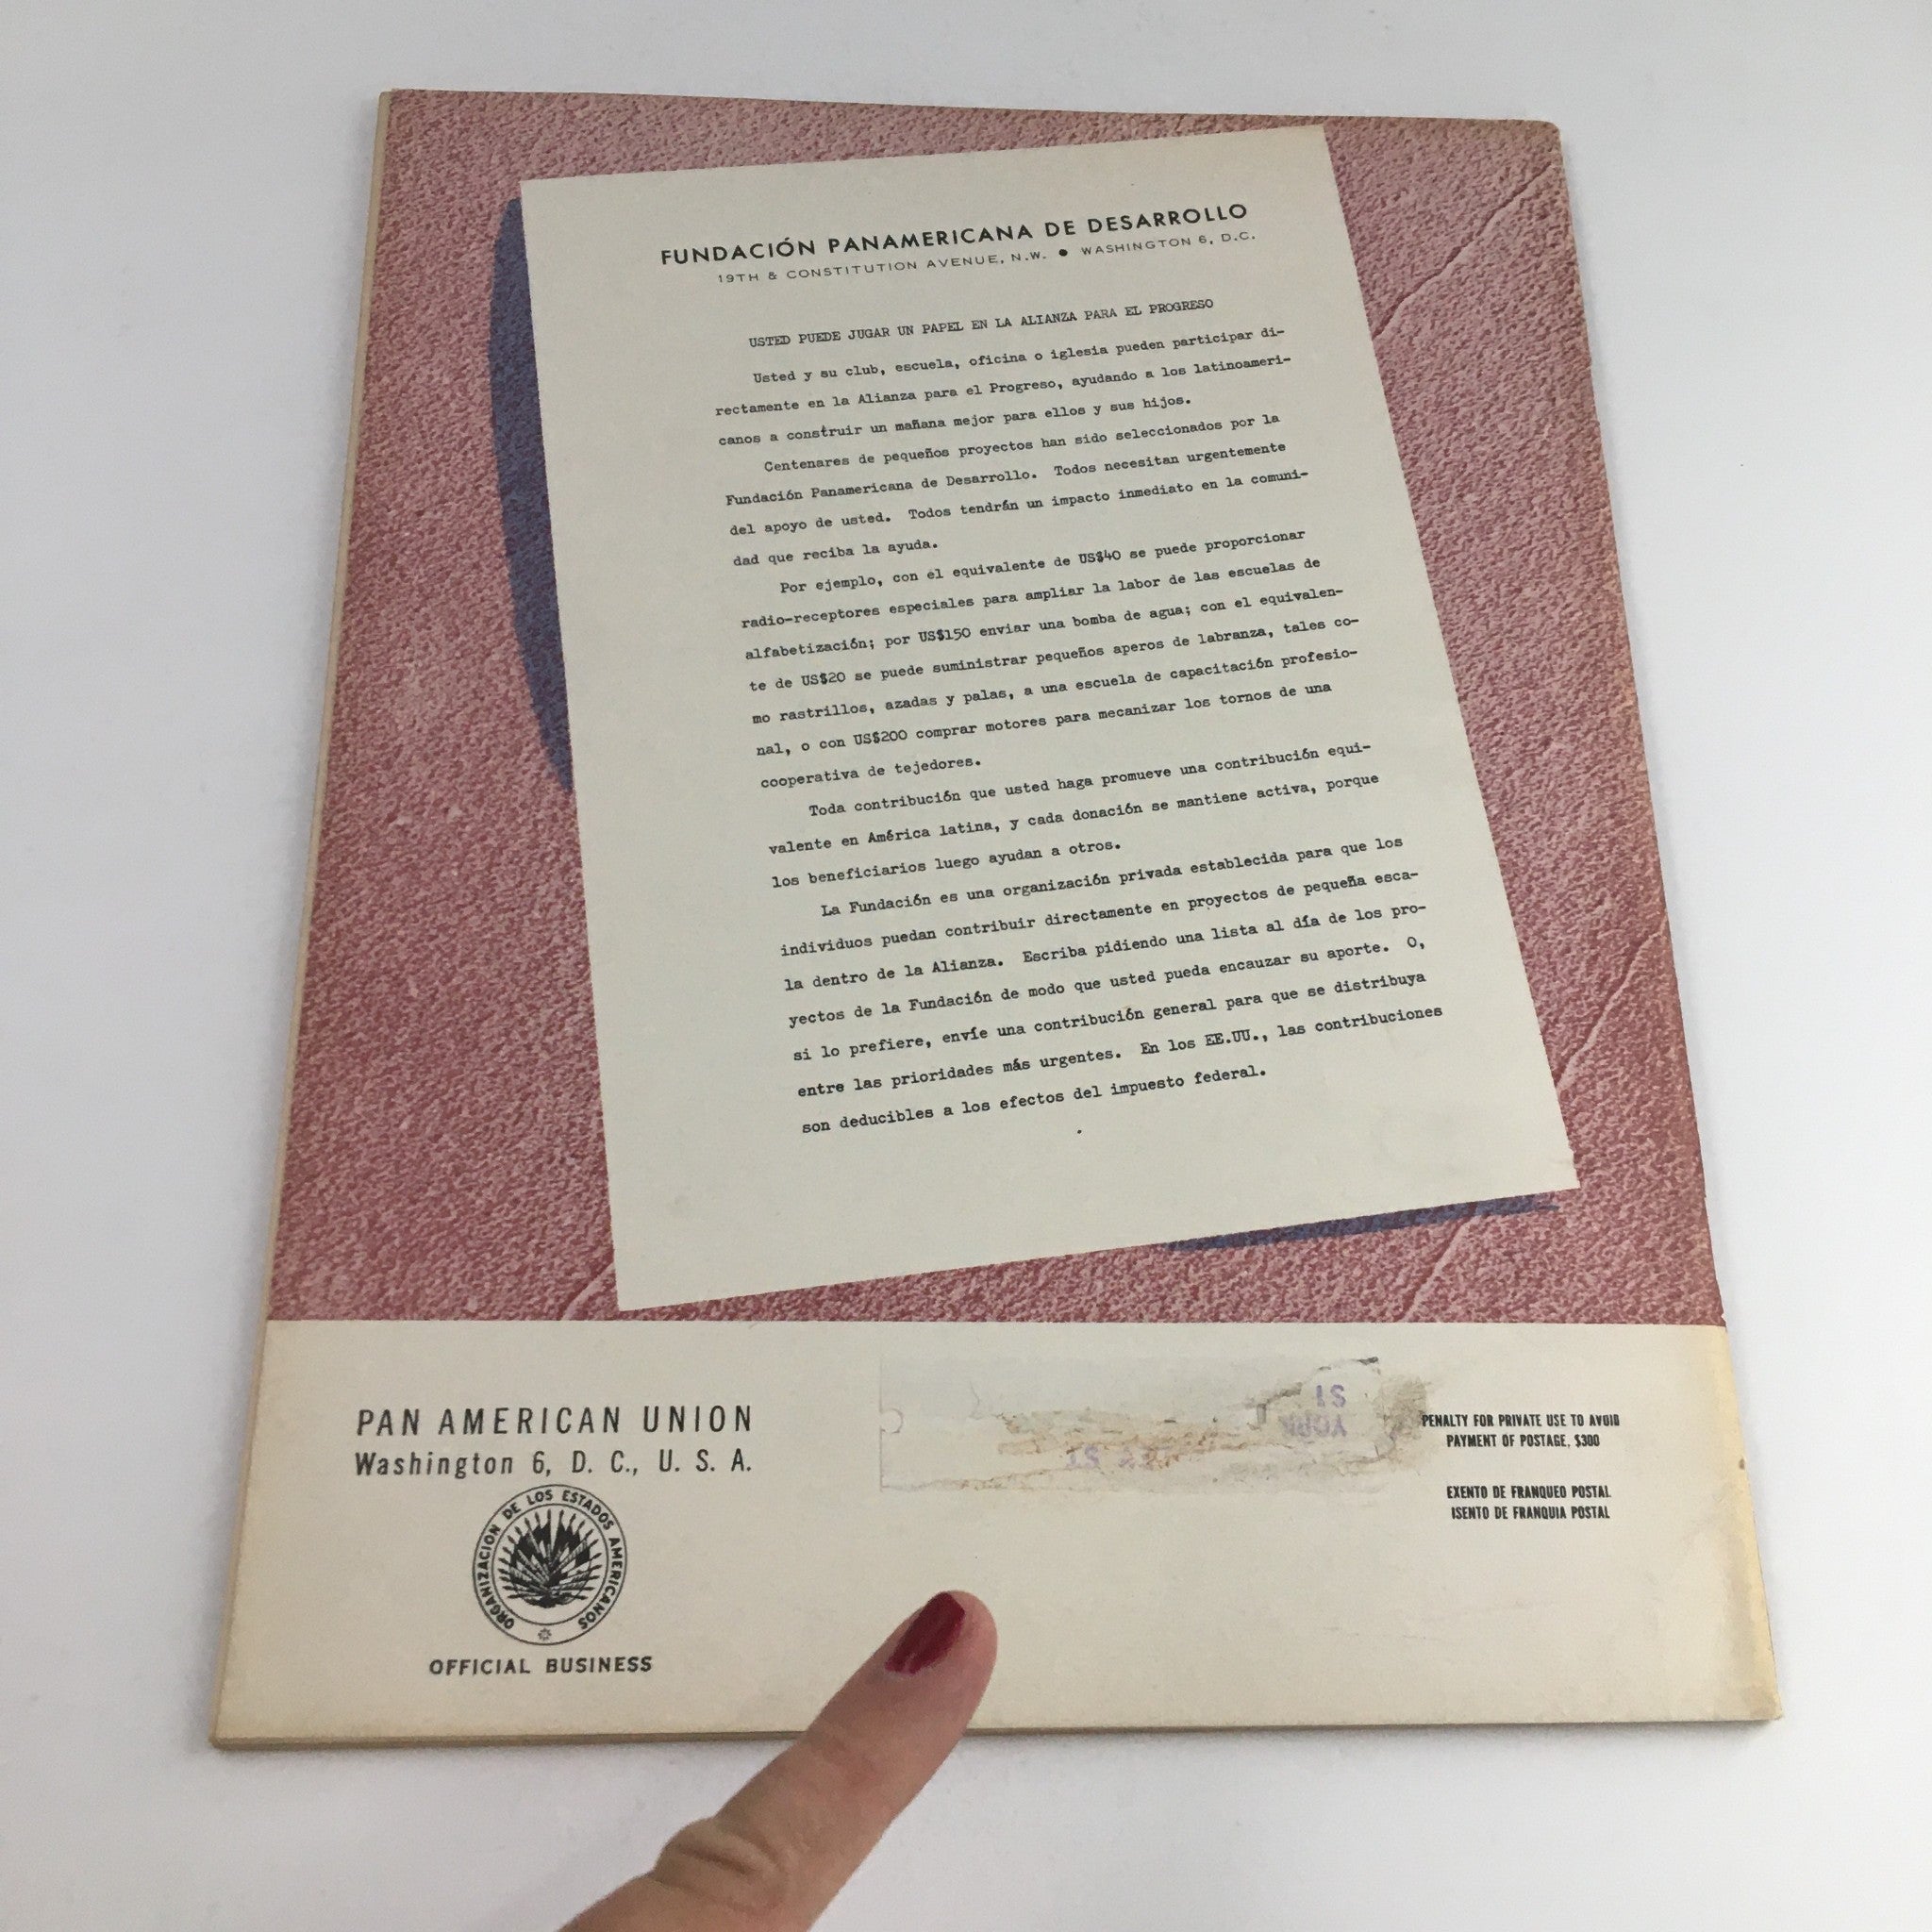 FUNDACIÓN PANAMERICANA DE DESARROLLO
19TH & CONSTITUTION AVENUE, N.W. ● WASHINGTON 6, D.C.
USTED PUEDE JUGAR UN PAPEL EN LA ALIANZA PARA EL PROGRESO
Usted y su club, escuela, oficina o iglesia pueden participar di-
rectamente en la Alianza para el Progreso, ayudando a los latinoameri-
canos a construir un mañana mejor para ellos y sus hijos.
Centenares de pequeños proyectos han sido seleccionados por la
Fundación Panamericana de Desarrollo. Todos necesitan urgentemente
del apoyo de usted. Todos tendrán un impacto inmediato en la comuni-
dad que reciba la ayuda.
Por ejemplo, con el equivalente de US$40 se puede proporcionar
radio-receptores especiales para ampliar la labor de las escuelas de
alfabetización; por US$150 enviar una bomba de agua; con el equivalen-
te de US$20 se puede suministrar pequeños aperos de labranza, tales co-
mo rastrillos, azadas y palas, a una escuela de capacitación profesio-
nal, o con US$200 comprar motores para mecanizar los tornos de una
cooperativa de tejedores.
Toda contribución que usted haga promueve una contribución equi-
valente en América latina, y cada donación se mantiene activa, porque
los beneficiarios luego ayudan a otros.
La Fundación es una organización privada establecida para que los
individuos puedan contribuir directamente en proyectos de pequeña esca-
la dentro de la Alianza. Escriba pidiendo una lista al día de los pro-
yectos de la Fundación de modo que usted pueda encauzar su aporte. O,
si lo prefiere, envíe una contribución general para que se distribuya
entre las prioridades más urgentes. En los EE.UU., las contribuciones
son deducibles a los efectos del impuesto federal.
PAN AMERICAN UNION
Washington 6, D. C., U. S. A.
ORGANIZACION DE LOS ESTADOS AMERICANOS
OFFICIAL BUSINESS
YORK
ST
PENALTY FOR PRIVATE USE TO AVOID
PAYMENT OF POSTAGE, $300
EXENTO DE FRANQUEO POSTAL
ISENTO DE FRANQUIA POSTAL